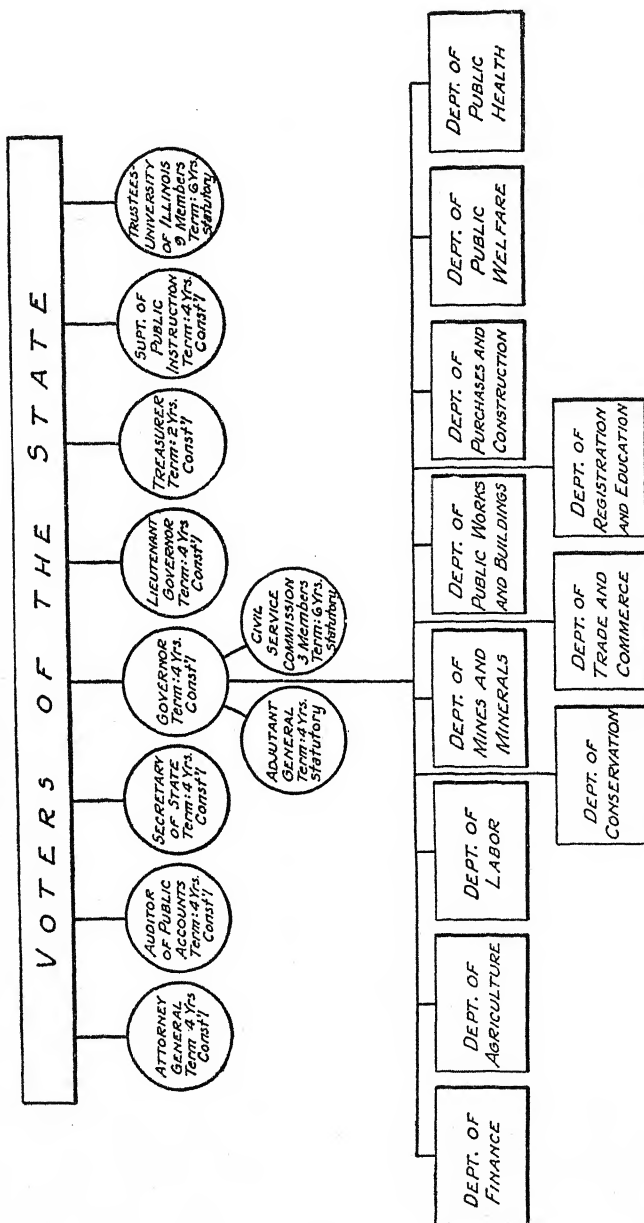 VOTERS OF THE STATE
ATTORNEY
GENERAL
Term 4 Yrs
Const'l
AUDITOR
OF PUBLIC
ACCOUNTS
Term: 4 Yrs.
Const'l
SECRETARY
OF STATE
Term: 4 Yrs.
Const'l
GOVERNOR
Term: 4 Yrs.
Const'l
LIEUTENANT
GOVERNOR
Term: 4 Yrs
Const'l
TREASURER
Term: 2 Yrs.
Const'l
SUPT. OF
PUBLIC
INSTRUCTION
Term: 4 Yrs.
Const'l
TRUSTEES-
UNIVERSITY
OF ILLINOIS
9 Members
Term: 6 Yrs.
Statutory
ADJUTANT
GENERAL
Term: 4 Yrs.
Statutory
CIVIL
SERVICE
COMMISSION
3 Members
Term: 6 Yrs.
Statutory
DEPT. OF
FINANCE
DEPT. OF
AGRICULTURE
DEPT. OF
LABOR
DEPT. OF
MINES AND
MINERALS
DEPT. OF
PUBLIC WORKS
AND BUILDINGS
DEPT. OF
PURCHASES AND
CONSTRUCTION
DEPT. OF
PUBLIC
WELFARE
DEPT. OF
PUBLIC
HEALTH
DEPT. OF
CONSERVATION
DEPT. OF
TRADE AND
COMMERCE
DEPT. OF
REGISTRATION
AND EDUCATION